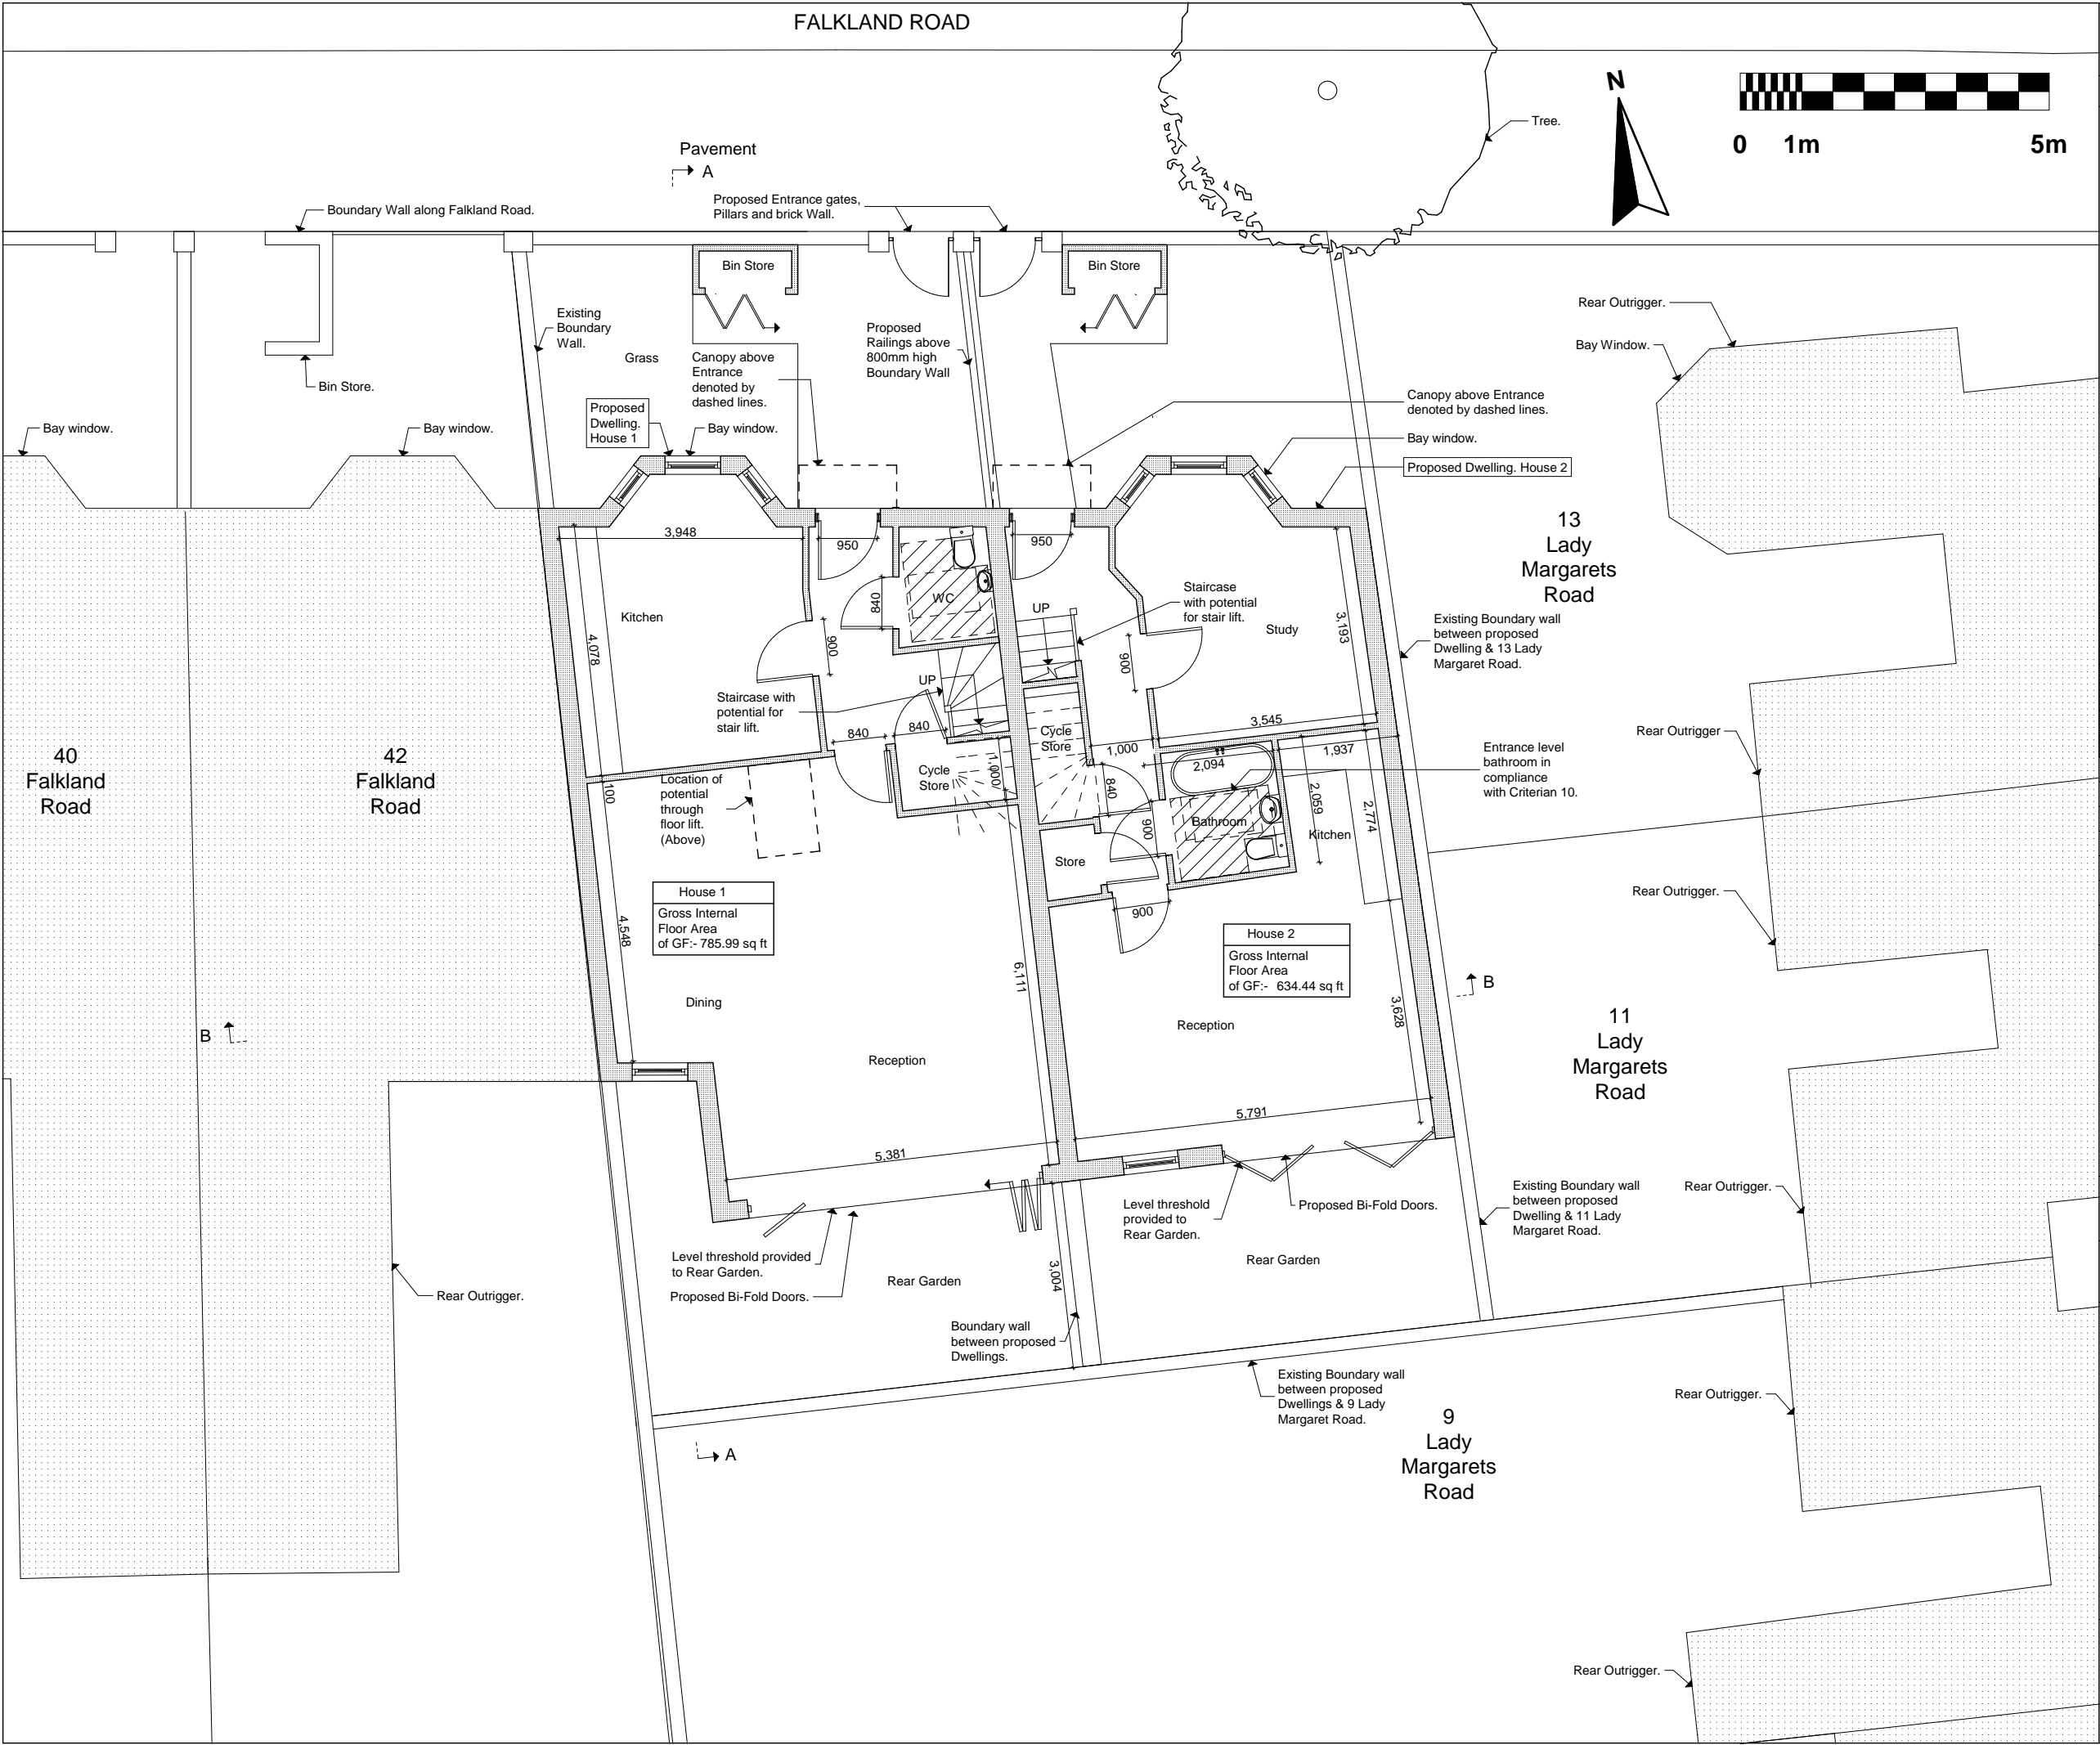 FALKLAND ROAD
N
0 1m 5m
Tree.
Pavement
A
Boundary Wall along Falkland Road.
Proposed Entrance gates,
Pillars and brick Wall.
Bin Store
Bin Store
Existing
Boundary
Wall.
Grass
Canopy above
Entrance
denoted by
dashed lines.
Proposed
Railings above
800mm high
Boundary Wall
Rear Outrigger.
Bay Window.
Bin Store.
Canopy above Entrance
denoted by dashed lines.
Bay window.
Bay window.
Proposed
Dwelling.
House 1
Bay window.
Bay window.
Proposed Dwelling. House 2
3,948
950
950
13
Lady
Margarets
Road
Kitchen
4,078
840
WC
900
UP
Staircase
with potential
for stair lift.
Study
3,193
900
Existing Boundary wall
between proposed
Dwelling & 13 Lady
Margaret Road.
UP
Staircase with
potential for
stair lift.
840
840
Cycle
Store
1,000
Cycle
Store
1,000
3,545
2,094
1,937
Rear Outrigger
Entrance level
bathroom in
compliance
with Criterion 10.
40
Falkland
Road
42
Falkland
Road
100
Location of
potential
through
floor lift.
(Above)
840
900
Bathroom
2,059
Kitchen
2,774
Store
900
House 1
Gross Internal
Floor Area
of GF:- 785.99 sq ft
4,548
Rear Outrigger.
House 2
Gross Internal
Floor Area
of GF:- 634.44 sq ft
6,111
B
Dining
Reception
Reception
3,628
B
11
Lady
Margarets
Road
5,381
5,791
Level threshold
provided to
Rear Garden.
Proposed Bi-Fold Doors.
Existing Boundary wall
between proposed
Dwelling & 11 Lady
Margaret Road.
Rear Outrigger.
Level threshold provided
to Rear Garden.
Proposed Bi-Fold Doors.
Rear Garden
3,004
Rear Garden
Rear Outrigger.
Boundary wall
between proposed
Dwellings.
Existing Boundary wall
between proposed
Dwellings & 9 Lady
Margaret Road.
Rear Outrigger.
9
Lady
Margarets
Road
A
Rear Outrigger.